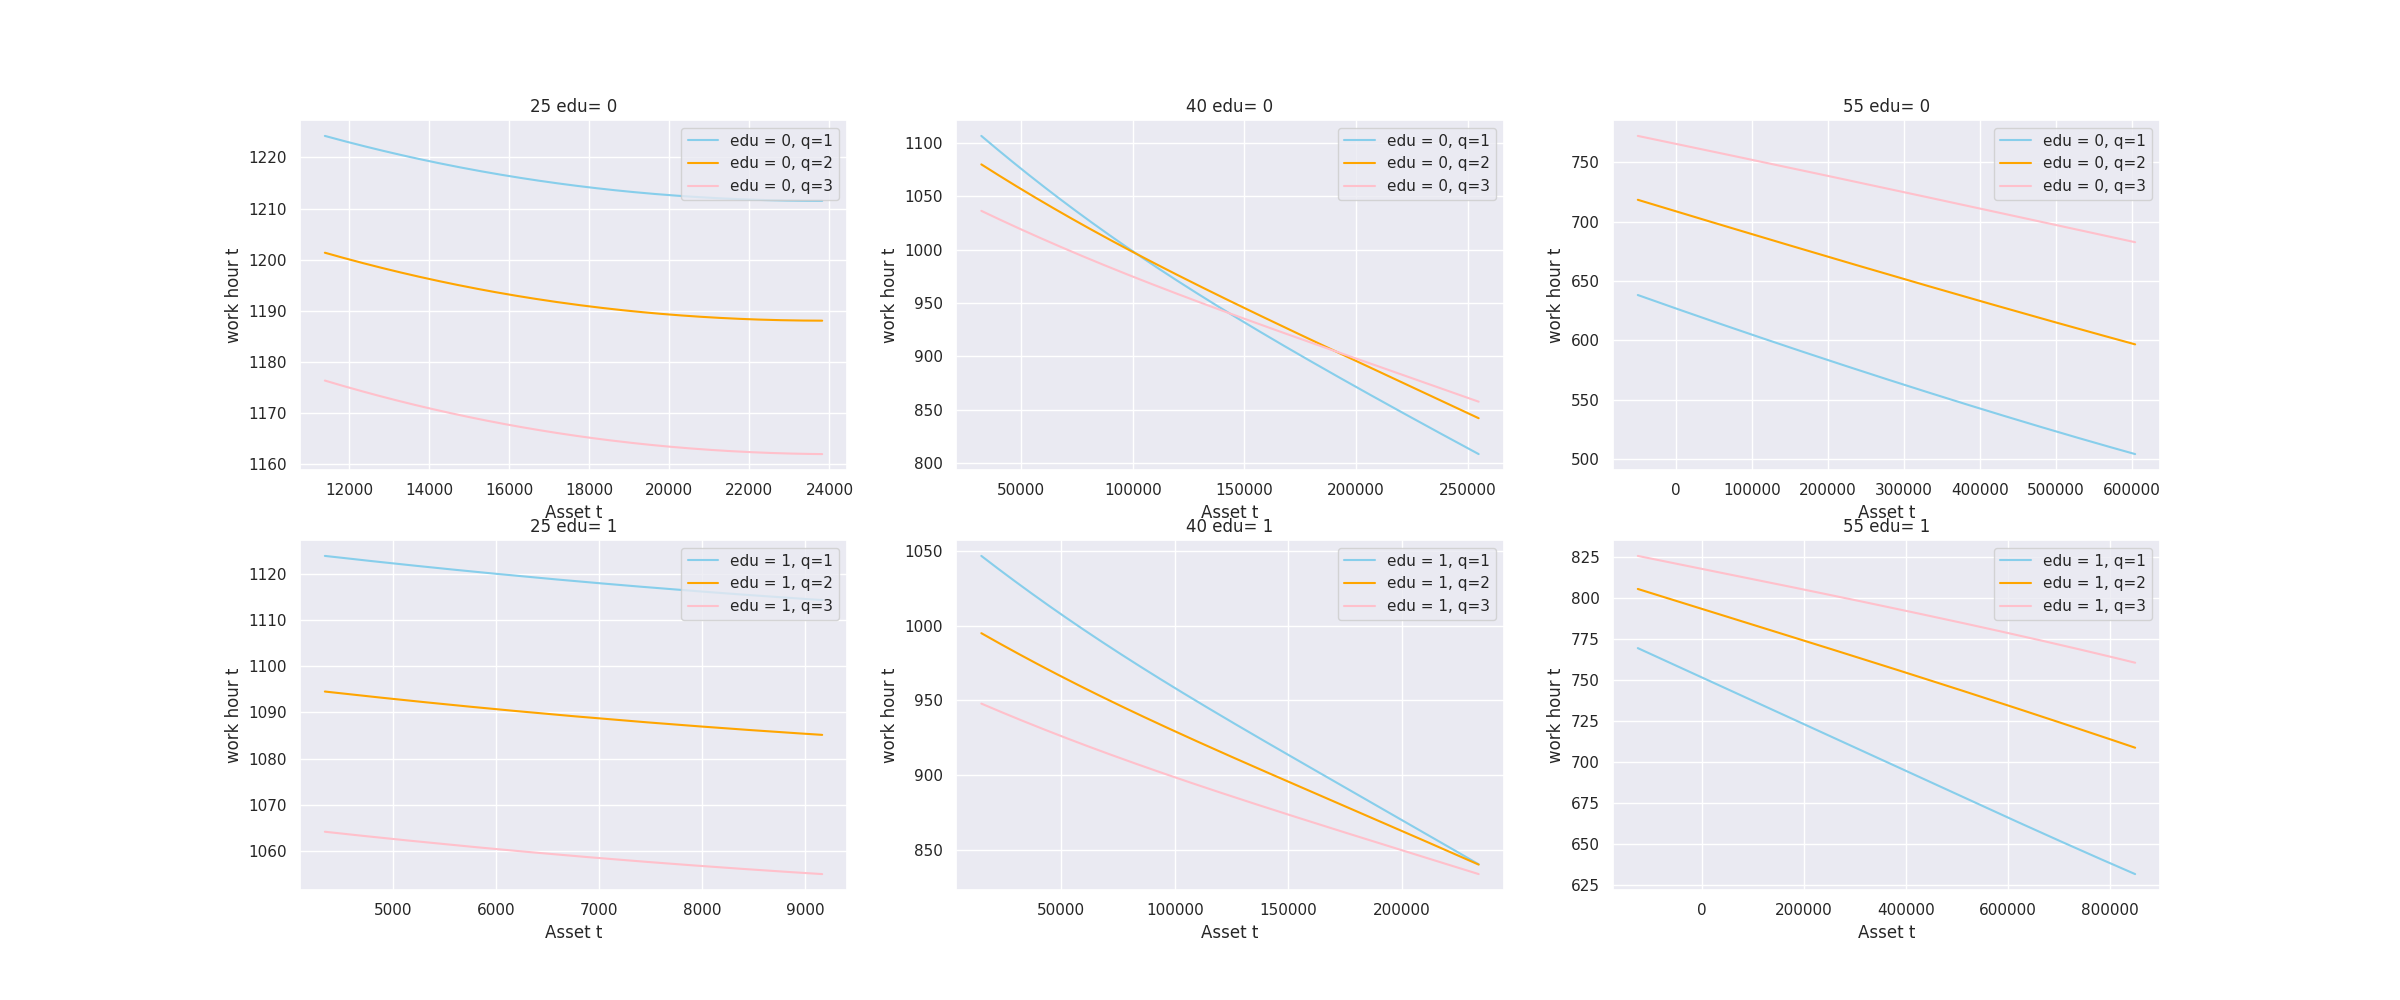 25 edu= 0
work hour t
1220
1210
1200
1190
1180
1170
1160
edu = 0, q=1
edu = 0, q=2
edu = 0, q=3
12000 14000 16000 18000 20000 22000 24000
Asset t
40 edu= 0
work hour t
1100
1050
1000
950
900
850
800
edu = 0, q=1
edu = 0, q=2
edu = 0, q=3
50000 100000 150000 200000 250000
Asset t
55 edu= 0
work hour t
750
700
650
600
550
500
edu = 0, q=1
edu = 0, q=2
edu = 0, q=3
0 100000 200000 300000 400000 500000 600000
Asset t
25 edu= 1
work hour t
1120
1110
1100
1090
1080
1070
1060
edu = 1, q=1
edu = 1, q=2
edu = 1, q=3
5000 6000 7000 8000 9000
Asset t
40 edu= 1
work hour t
1050
1000
950
900
850
edu = 1, q=1
edu = 1, q=2
edu = 1, q=3
50000 100000 150000 200000
Asset t
55 edu= 1
work hour t
825
800
775
750
725
700
675
650
625
edu = 1, q=1
edu = 1, q=2
edu = 1, q=3
0 200000 400000 600000 800000
Asset t